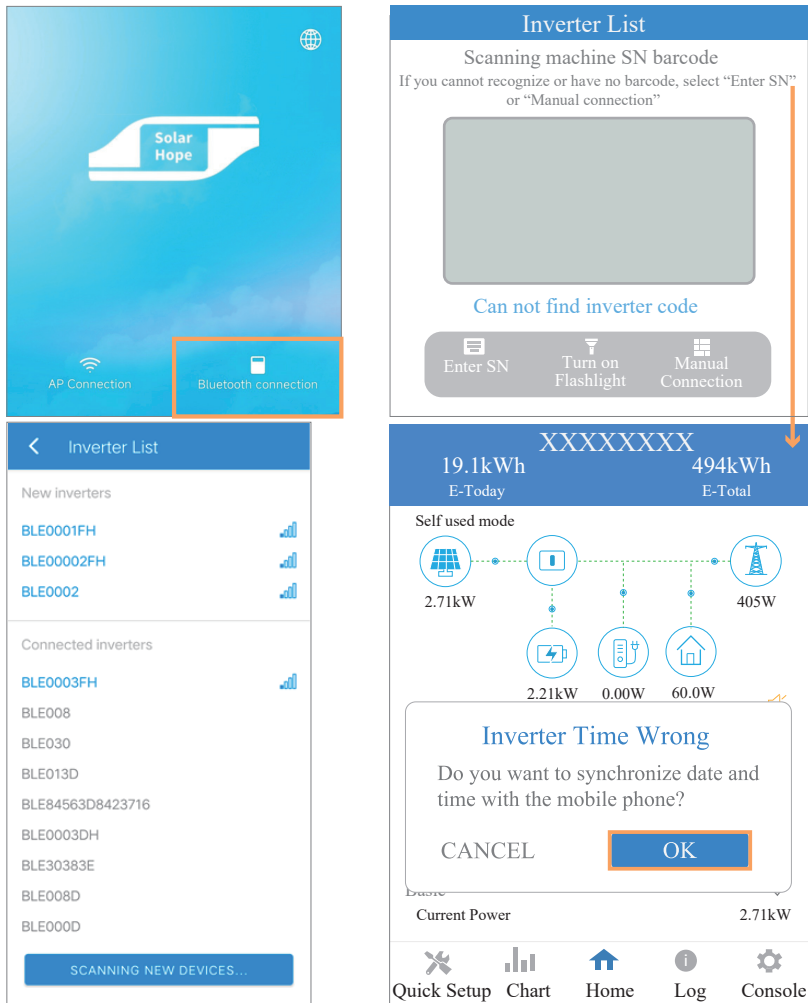 Solar
Hope
AP Connection
Bluetooth connection
Inverter List
Scanning machine SN barcode
If you cannot recognize or have no barcode, select “Enter SN”
or “Manual connection”
Can not find inverter code
Enter SN
Turn on
Flashlight
Manual
Connection
Inverter List
New inverters
BLE0001FH
BLE00002FH
BLE0002
Connected inverters
BLE0003FH
BLE008
BLE030
BLE013D
BLE84563D8423716
BLE0003DH
BLE30383E
BLE008D
BLE000D
SCANNING NEW DEVICES...
XXXXXXXX
19.1kWh 494kWh
E-Today E-Total
Self used mode
2.71kW 405W
2.21kW 0.00W 60.0W
Inverter Time Wrong
Do you want to synchronize date and
time with the mobile phone?
CANCEL OK
Basic
Current Power 2.71kW
Quick Setup Chart Home Log Console